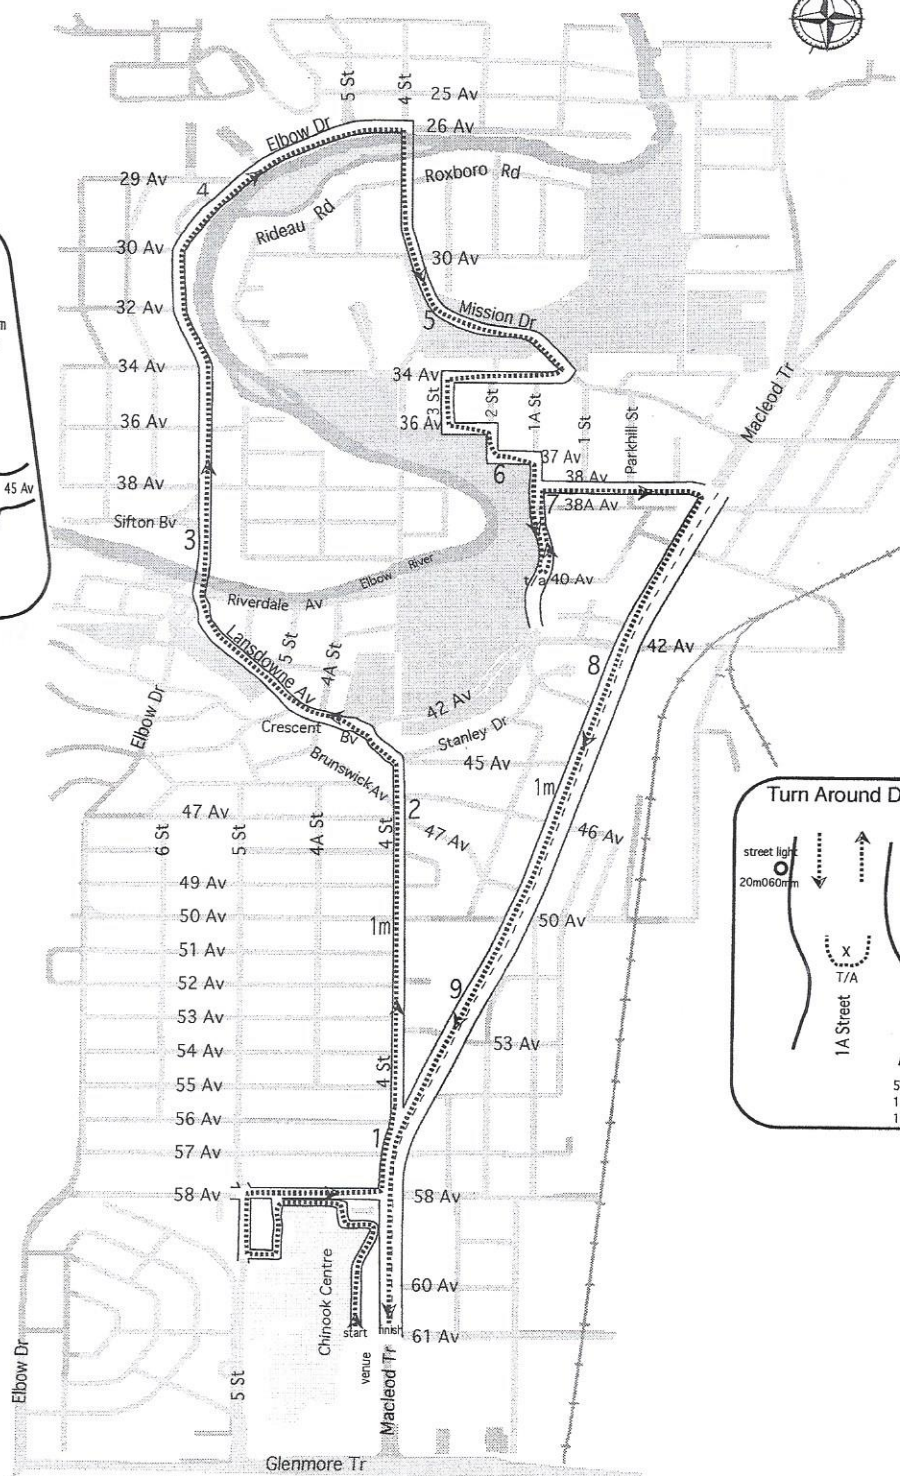 5 St
4 St
25 Av
26 Av
Elbow Dr
29 Av
4
Roxboro Rd
Rideau Rd
30 Av
30 Av
m
32 Av
5
Mission Dr
34 Av
34 Av
Macleod Tr
3 St
2 St
1A St
1 St
Parkhill St
36 Av
36 Av
37 Av
6
38 Av
38 Av
45 Av
7
38A Av
Sifton Bv
3
Elbow River
t/a 40 Av
Riverdale Av
Lansdowne Av
5 St
4A St
42 Av
8
Elbow Dr
42 Av
Crescent Bv
Stanley Dr
Brunswick Av
45 Av
1m
Turn Around D
47 Av
2
6 St
5 St
4A St
4 St
47 Av
46 Av
street light
20m060mm
49 Av
50 Av
1m
50 Av
51 Av
x
T/A
52 Av
9
1A Street
53 Av
53 Av
54 Av
4 St
55 Av
5
1
1
56 Av
1
57 Av
58 Av
58 Av
Chinook Centre
60 Av
start
finish
61 Av
venue
Macleod Tr
Elbow Dr
5 St
Glenmore Tr